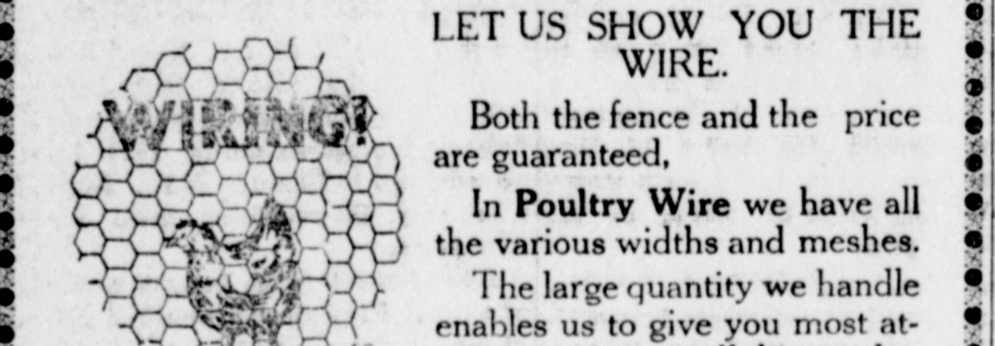 WIRING!
LET US SHOW YOU THE
WIRE.
Both the fence and the price
are guaranteed,
In Poultry Wire we have all
the various widths and meshes.
The large quantity we handle
enables us to give you most at-